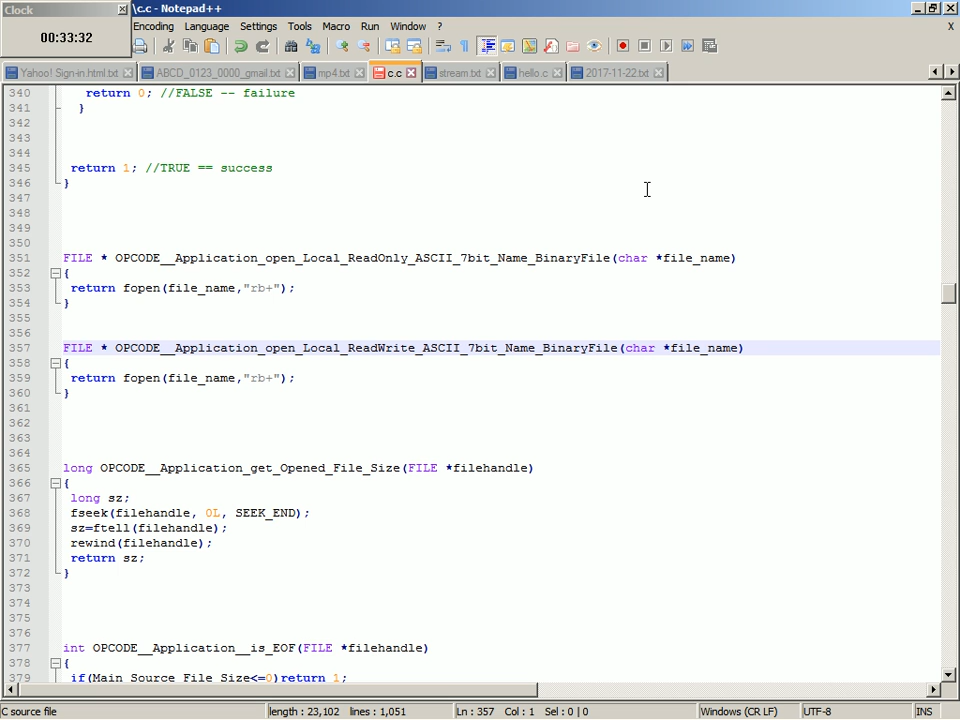 Clock
\c.c - Notepad++
00:33:32
Encoding Language Settings Tools Macro Run Window ? X
Yahoo! Sign-in.html.txt ABCD_0123_0000_gmail.txt mp4.txt c.c stream.txt hello.c 2017-11-22.txt
340 return 0; //FALSE -- failure
341 }
342
343
344
345 return 1; //TRUE == success
346 }
347
348
349
350
351 FILE * OPCODE__Application_open_Local_ReadOnly_ASCII_7bit_Name_BinaryFile(char *file_name)
352 {
353 return fopen(file_name,"rb+");
354 }
355
356
357 FILE * OPCODE__Application_open_Local_ReadWrite_ASCII_7bit_Name_BinaryFile(char *file_name)
358 {
359 return fopen(file_name,"rb+");
360 }
361
362
363
364
365 long OPCODE__Application_get_Opened_File_Size(FILE *filehandle)
366 {
367 long sz;
368 fseek(filehandle, 0L, SEEK_END);
369 sz=ftell(filehandle);
370 rewind(filehandle);
371 return sz;
372 }
373
374
375
376
377 int OPCODE__Application__is_EOF(FILE *filehandle)
378 {
379 if(Main_Source_File_Size<=0)return 1;
C source file length : 23,102 lines : 1,051 Ln : 357 Col : 1 Sel : 0 | 0 Windows (CR LF) UTF-8 INS